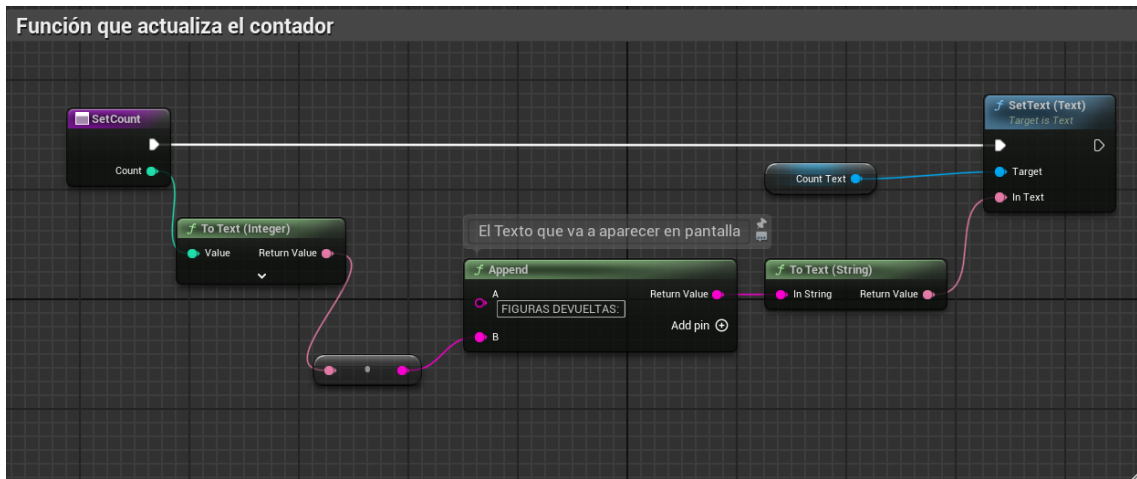 Función que actualiza el contador
SetCount
Count
f To Text (Integer)
Value Return Value
El Texto que va a aparecer en pantalla
f Append
A
FIGURAS DEVUELTAS:
Return Value
Add pin
B
Count Text
f To Text (String)
In String Return Value
f SetText (Text)
Target is Text
Target
In Text